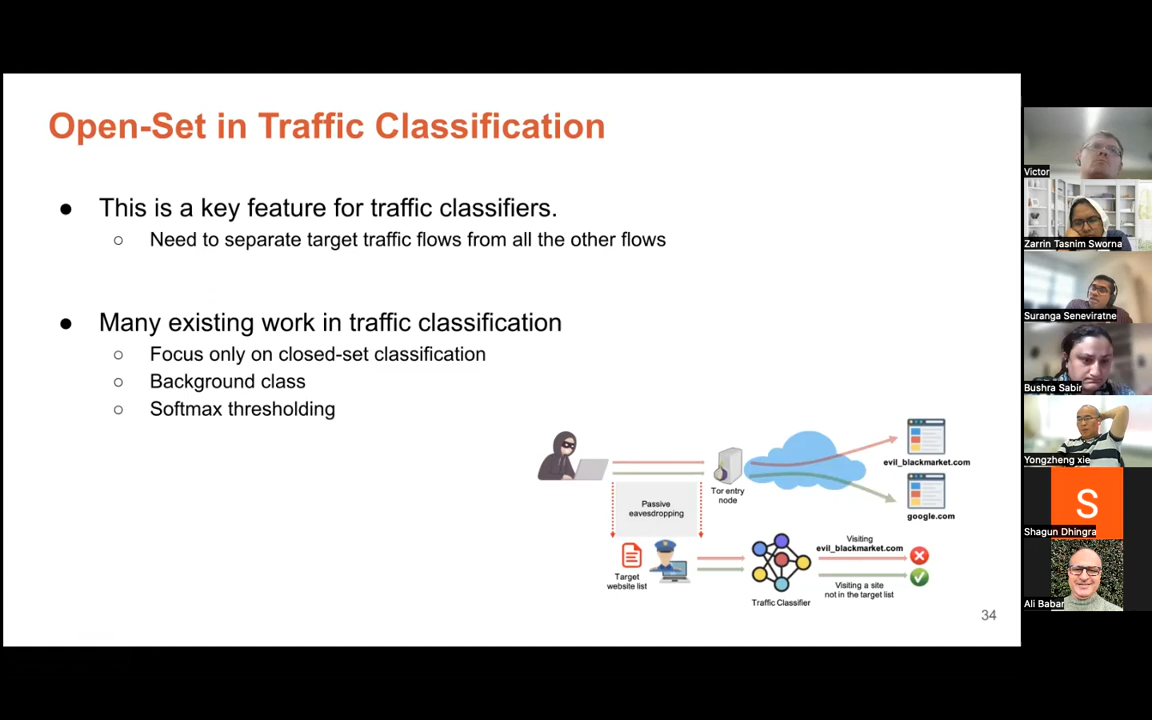 Open-Set in Traffic Classification
● This is a key feature for traffic classifiers.
○ Need to separate target traffic flows from all the other flows
● Many existing work in traffic classification
○ Focus only on closed-set classification
○ Background class
○ Softmax thresholding
evil_blackmarket.com
Tor entry
node
google.com
Passive
eavesdropping
Target
website list
Traffic Classifier
Visiting
evil_blackmarket.com
Visiting a site
not in the target list
34
Victor
Zarrin Tasnim Sworna
Suranga Seneviratne
Bushra Sabir
Yongzheng xie
S
Shagun Dhingra
Ali Babar